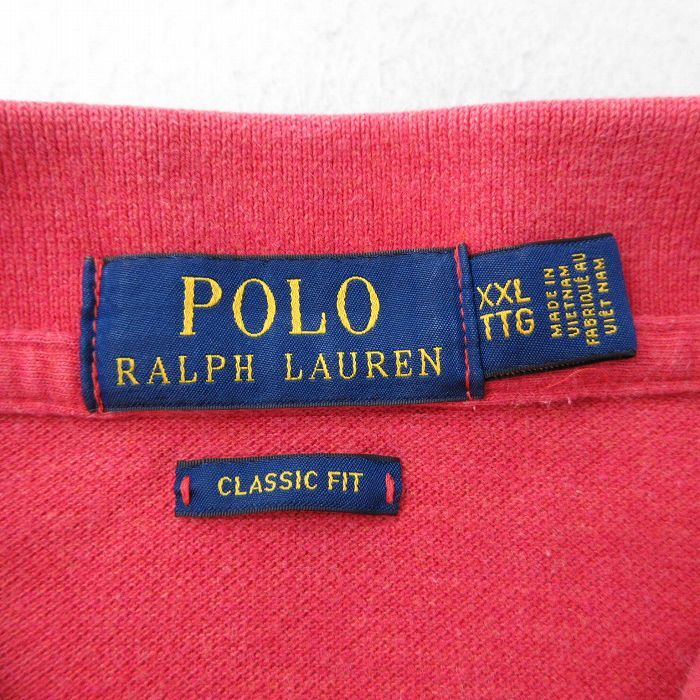 POLO
RALPH LAUREN
XXL
TTG
MADE IN
VIETNAM
FABRIQUÉ AU
VIÊT NAM
CLASSIC FIT